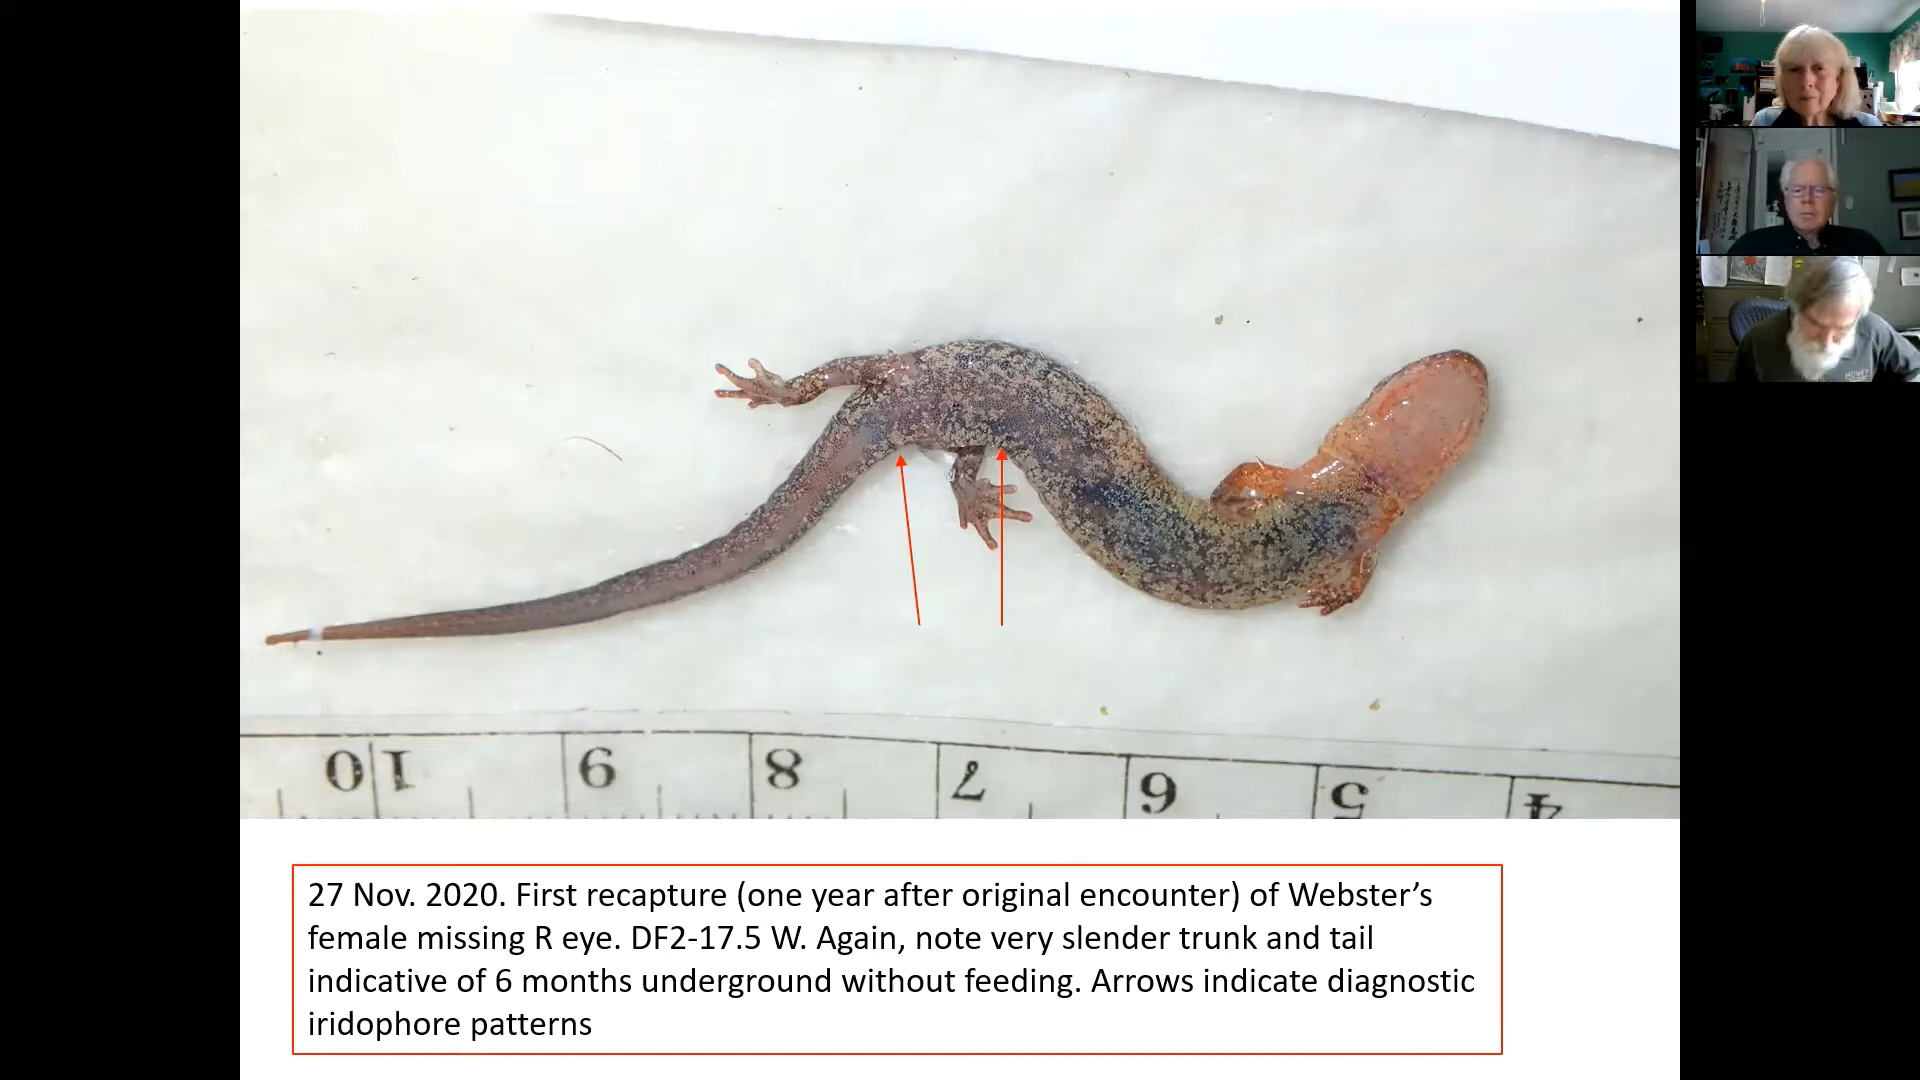 10 9 8 7 6 5 4
27 Nov. 2020. First recapture (one year after original encounter) of Webster’s
female missing R eye. DF2-17.5 W. Again, note very slender trunk and tail
indicative of 6 months underground without feeding. Arrows indicate diagnostic
iridophore patterns